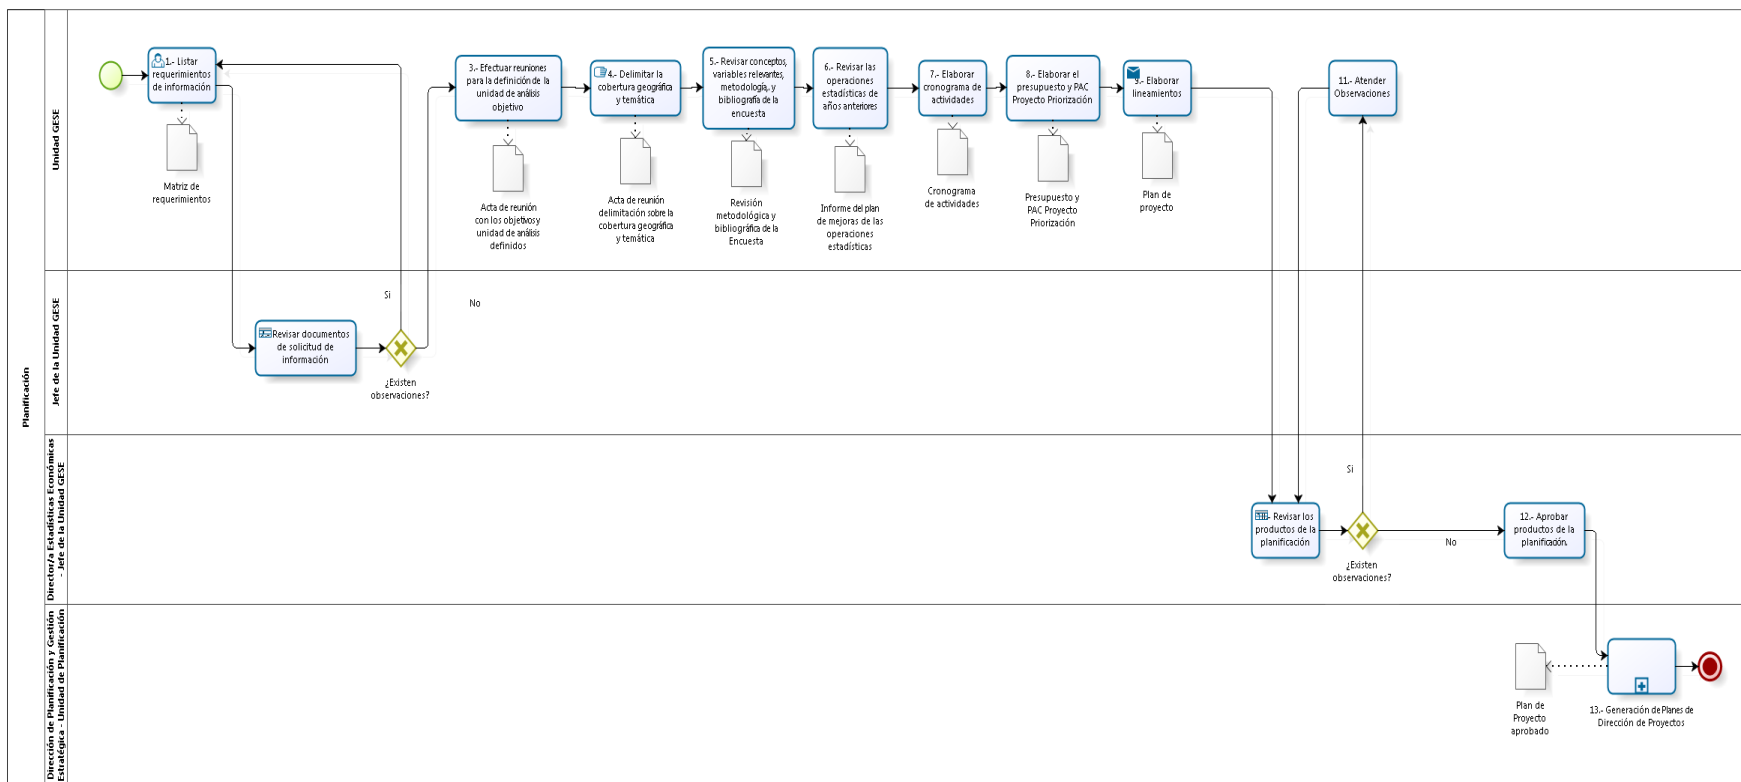 Planificación
Unidad GESE
1.- Listar
requerimientos
de información
Matriz de
requerimientos
3.- Efectuar reuniones
para la definición de la
unidad de análisis
objetivo
Acta de reunión
con los objetivos y
unidad de análisis
definidos
4.- Delimitar la
cobertura geográfica
y temática
Acta de reunión
delimitación sobre la
cobertura geográfica
y temática
5.- Revisar conceptos,
variables relevantes,
metodología, y
bibliografía de la
encuesta
Revisión
metodológica y
bibliográfica de la
Encuesta
6.- Revisar las
operaciones
estadísticas de
años anteriores
Informe del plan
de mejoras de las
operaciones
estadísticas
7.- Elaborar
cronograma de
actividades
Cronograma
de actividades
8.- Elaborar el
presupuesto y PAC
Proyecto Priorización
Presupuesto y
PAC Proyecto
Priorización
9.- Elaborar
lineamientos
Plan de
proyecto
11.- Atender
Observaciones
Jefe de la Unidad GESE
Revisar documentos
de solicitud de
información
Si
No
¿Existen
observaciones?
Director/a Estadísticas Económicas
- Jefe de la Unidad GESE
- Revisar los
productos de la
planificación
Si
¿Existen
observaciones?
No
12.- Aprobar
productos de la
planificación.
Dirección de Planificación y Gestión
Estratégica - Unidad de Planificación
Plan de
Proyecto
aprobado
13.- Generación de Planes de
Dirección de Proyectos